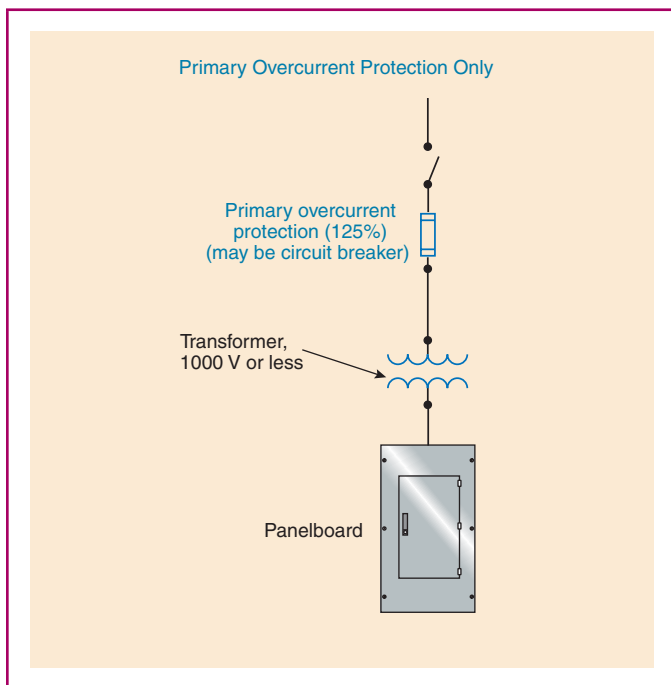 Primary Overcurrent Protection Only
Primary overcurrent
protection (125%)
(may be circuit breaker)
Transformer,
1000 V or less
Panelboard